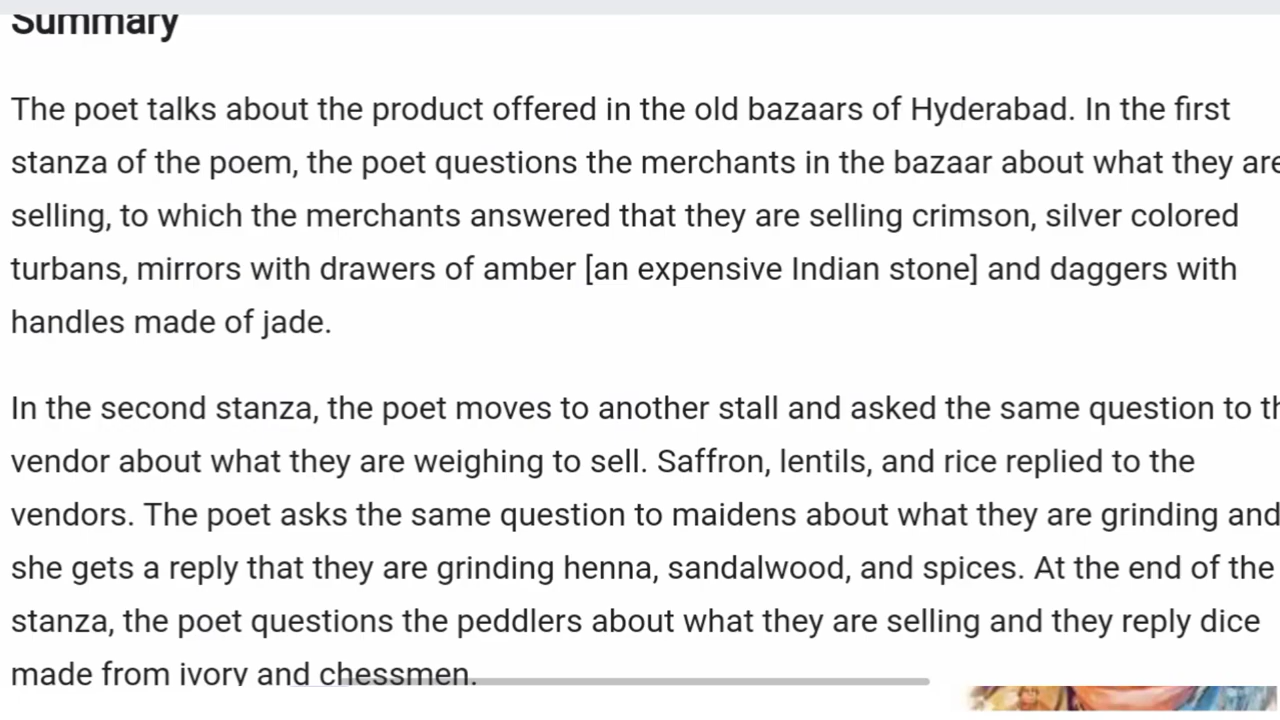 Summary
The poet talks about the product offered in the old bazaars of Hyderabad. In the first
stanza of the poem, the poet questions the merchants in the bazaar about what they are
selling, to which the merchants answered that they are selling crimson, silver colored
turbans, mirrors with drawers of amber [an expensive Indian stone] and daggers with
handles made of jade.
In the second stanza, the poet moves to another stall and asked the same question to th
vendor about what they are weighing to sell. Saffron, lentils, and rice replied to the
vendors. The poet asks the same question to maidens about what they are grinding and
she gets a reply that they are grinding henna, sandalwood, and spices. At the end of the
stanza, the poet questions the peddlers about what they are selling and they reply dice
made from ivory and chessmen.